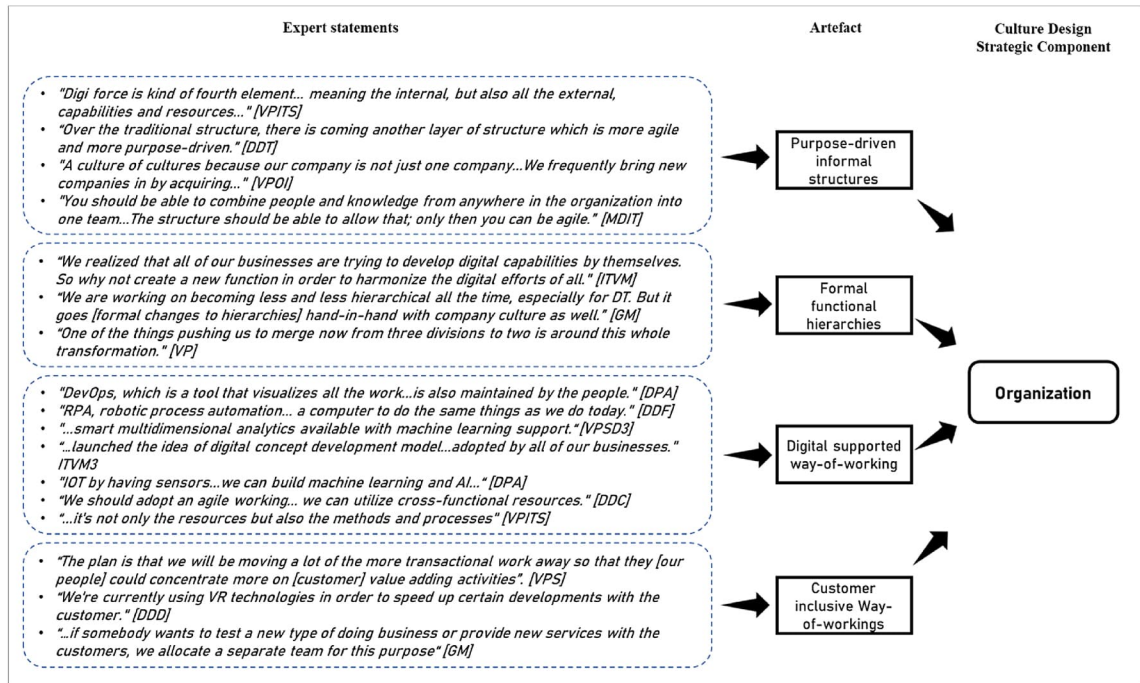 Expert statements
Artefact
Culture Design
Strategic Component
• "Digi force is kind of fourth element... meaning the internal, but also all the external,
capabilities and resources..." [VPITS]
• “Over the traditional structure, there is coming another layer of structure which is more agile
and more purpose-driven.” [DDT]
• "A culture of cultures because our company is not just one company...We frequently bring new
companies in by acquiring..." [VPOI]
• "You should be able to combine people and knowledge from anywhere in the organization into
one team...The structure should be able to allow that; only then you can be agile.” [MDIT]
Purpose-driven
informal
structures
• “We realized that all of our businesses are trying to develop digital capabilities by themselves.
So why not create a new function in order to harmonize the digital efforts of all.” [ITVM]
• “We are working on becoming less and less hierarchical all the time, especially for DT. But it
goes [formal changes to hierarchies] hand-in-hand with company culture as well.” [GM]
• “One of the things pushing us to merge now from three divisions to two is around this whole
transformation.” [VP]
Formal
functional
hierarchies
Organization
• "DevOps, which is a tool that visualizes all the work...is also maintained by the people.“ [DPA]
• "RPA, robotic process automation... a computer to do the same things as we do today.” [DDF]
• "...smart multidimensional analytics available with machine learning support.“[VPSD3]
• “...launched the idea of digital concept development model...adopted by all of our businesses."
ITVM3
• "IOT by having sensors...we can build machine learning and AI...“ [DPA]
• “We should adopt an agile working... we can utilize cross-functional resources.” [DDC]
• “...it's not only the resources but also the methods and processes" [VPITS]
Digital supported
way-of-working
• “The plan is that we will be moving a lot of the more transactional work away so that they [our
people] could concentrate more on [customer] value adding activities”. [VPS]
• “We're currently using VR technologies in order to speed up certain developments with the
customer.” [DDD]
• “...if somebody wants to test a new type of doing business or provide new services with the
customers, we allocate a separate team for this purpose“ [GM]
Customer
inclusive Way-
of-workings